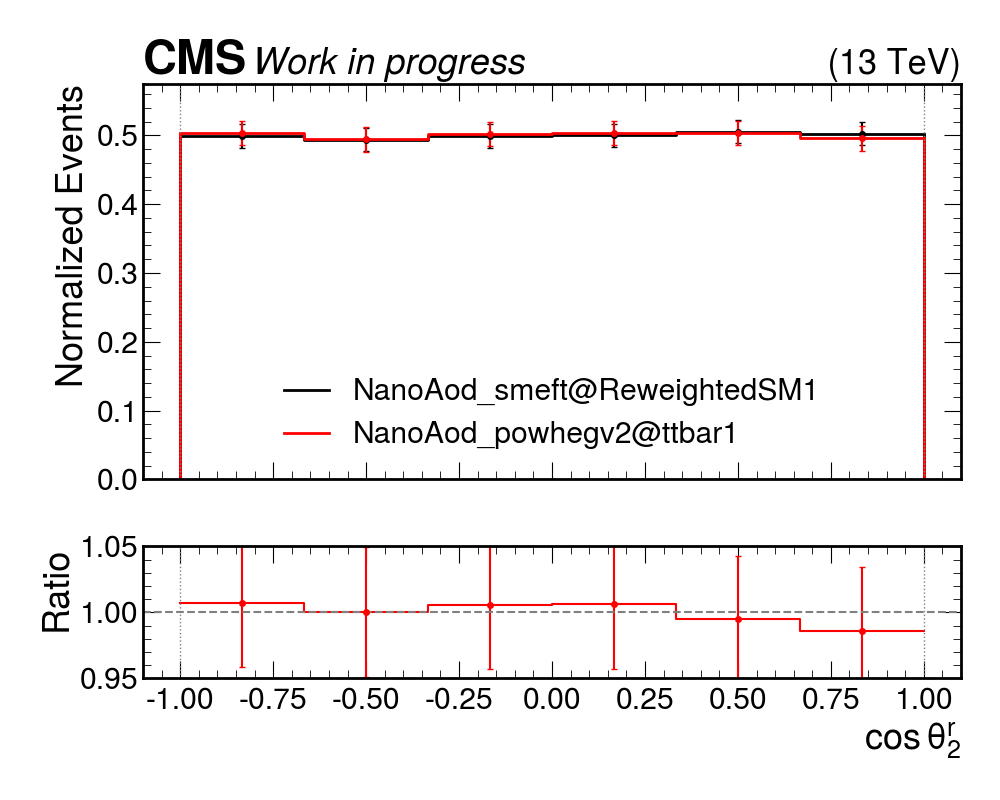 CMS Work in progress (13 TeV)
Normalized Events
0.5
0.4
0.3
0.2
0.1
0.0
NanoAod_smeft@ReweightedSM1
NanoAod_powhegv2@ttbar1
Ratio
1.05
1.00
0.95
-1.00 -0.75 -0.50 -0.25 0.00 0.25 0.50 0.75 1.00
cos θ₂ʳ